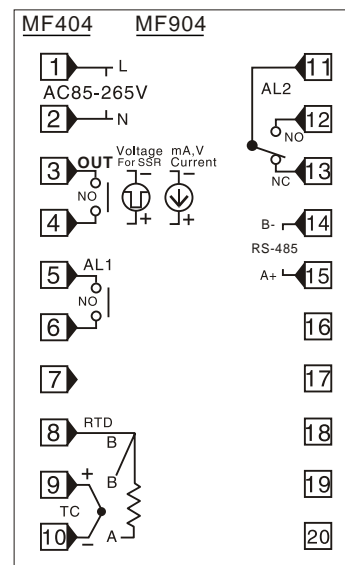 MF404 MF904
1 L
AC85-265V
2 N
3 OUT
NO
4
Voltage
For SSR
mA,V
Current
− −
+ +
5 AL1
NO
6
7
8 RTD
B
B
9 +
TC
10 −
A
11
AL2
12
NO
13
NC
14
B-
RS-485
A+
15
16
17
18
19
20